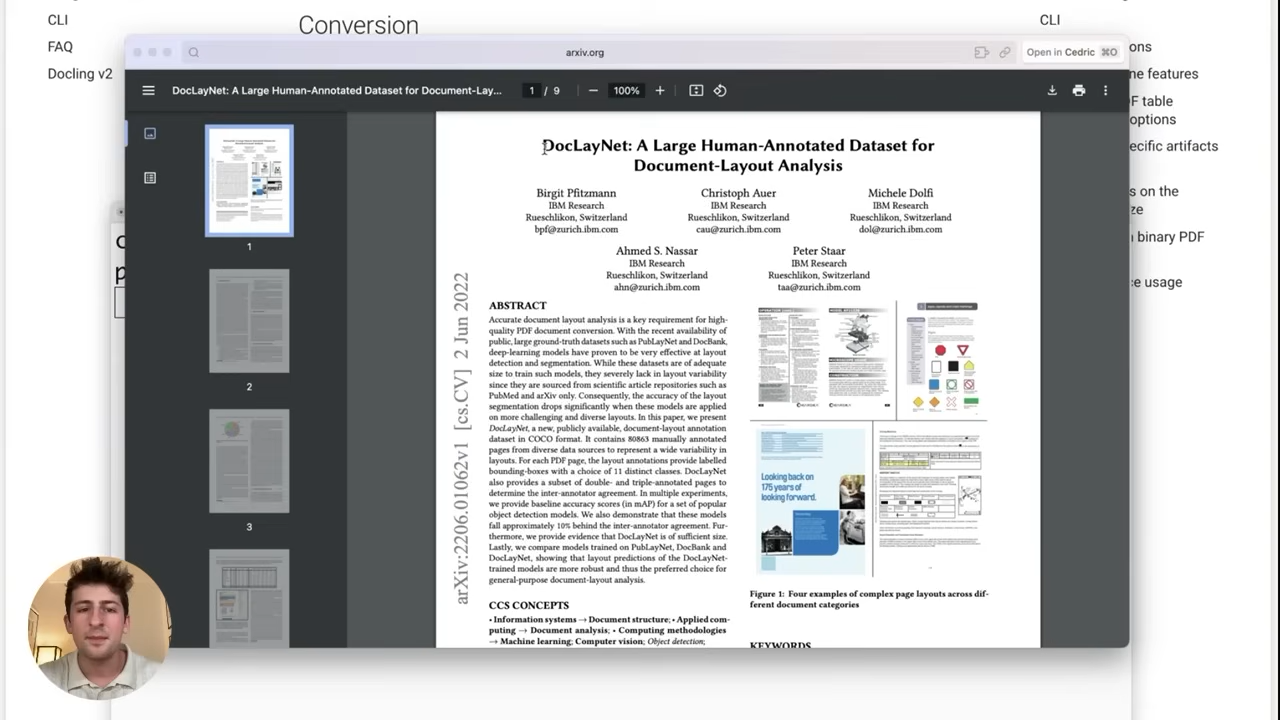 CLI
FAQ
Docling v2
Conversion
CLI
arxiv.org
Open in Cedric ⌘O
DocLayNet: A Large Human-Annotated Dataset for Document-Lay...
1 / 9
100%
1
2
3
DocLayNet: A Large Human-Annotated Dataset for
Document-Layout Analysis
Birgit Pfitzmann
IBM Research
Rueschlikon, Switzerland
bpf@zurich.ibm.com
Christoph Auer
IBM Research
Rueschlikon, Switzerland
cau@zurich.ibm.com
Michele Dolfi
IBM Research
Rueschlikon, Switzerland
dol@zurich.ibm.com
Ahmed S. Nassar
IBM Research
Rueschlikon, Switzerland
ahn@zurich.ibm.com
Peter Staar
IBM Research
Rueschlikon, Switzerland
taa@zurich.ibm.com
arXiv:2206.01062v1 [cs.CV] 2 Jun 2022
ABSTRACT
Accurate document layout analysis is a key requirement for high-
quality PDF document conversion. With the recent availability of
public, large ground-truth datasets such as PubLayNet and DocBank,
deep-learning models have proven to be very effective at layout
detection and segmentation. While these datasets are of adequate
size to train such models, they severely lack in layout variability
since they are sourced from scientific article repositories such as
PubMed and arXiv only. Consequently, the accuracy of the layout
segmentation drops significantly when these models are applied
on more challenging and diverse layouts. In this paper, we present
DocLayNet, a new, publicly available, document-layout annotation
dataset in COCO format. It contains 80863 manually annotated
pages from diverse data sources to represent a wide variability in
layouts. For each PDF page, the layout annotations provide labelled
bounding-boxes with a choice of 11 distinct classes. DocLayNet
also provides a subset of double- and triple-annotated pages to
determine the inter-annotator agreement. In multiple experiments,
we provide baseline accuracy scores (in mAP) for a set of popular
object detection models. We also demonstrate that these models
fall approximately 10% behind the inter-annotator agreement. Fur-
thermore, we provide evidence that DocLayNet is of sufficient size.
Lastly, we compare models trained on PubLayNet, DocBank and
DocLayNet, showing that layout predictions of the DocLayNet-
trained models are more robust and thus the preferred choice for
general-purpose document-layout analysis.
CCS CONCEPTS
• Information systems → Document structure; • Applied com-
puting → Document analysis; • Computing methodologies
→ Machine learning; Computer vision; Object detection;
Looking back on
175 years of
looking forward.
Figure 1: Four examples of complex page layouts across dif-
ferent document categories
KEYWORDS
ons
ne features
F table
options
ecific artifacts
s on the
ze
n binary PDF
ce usage